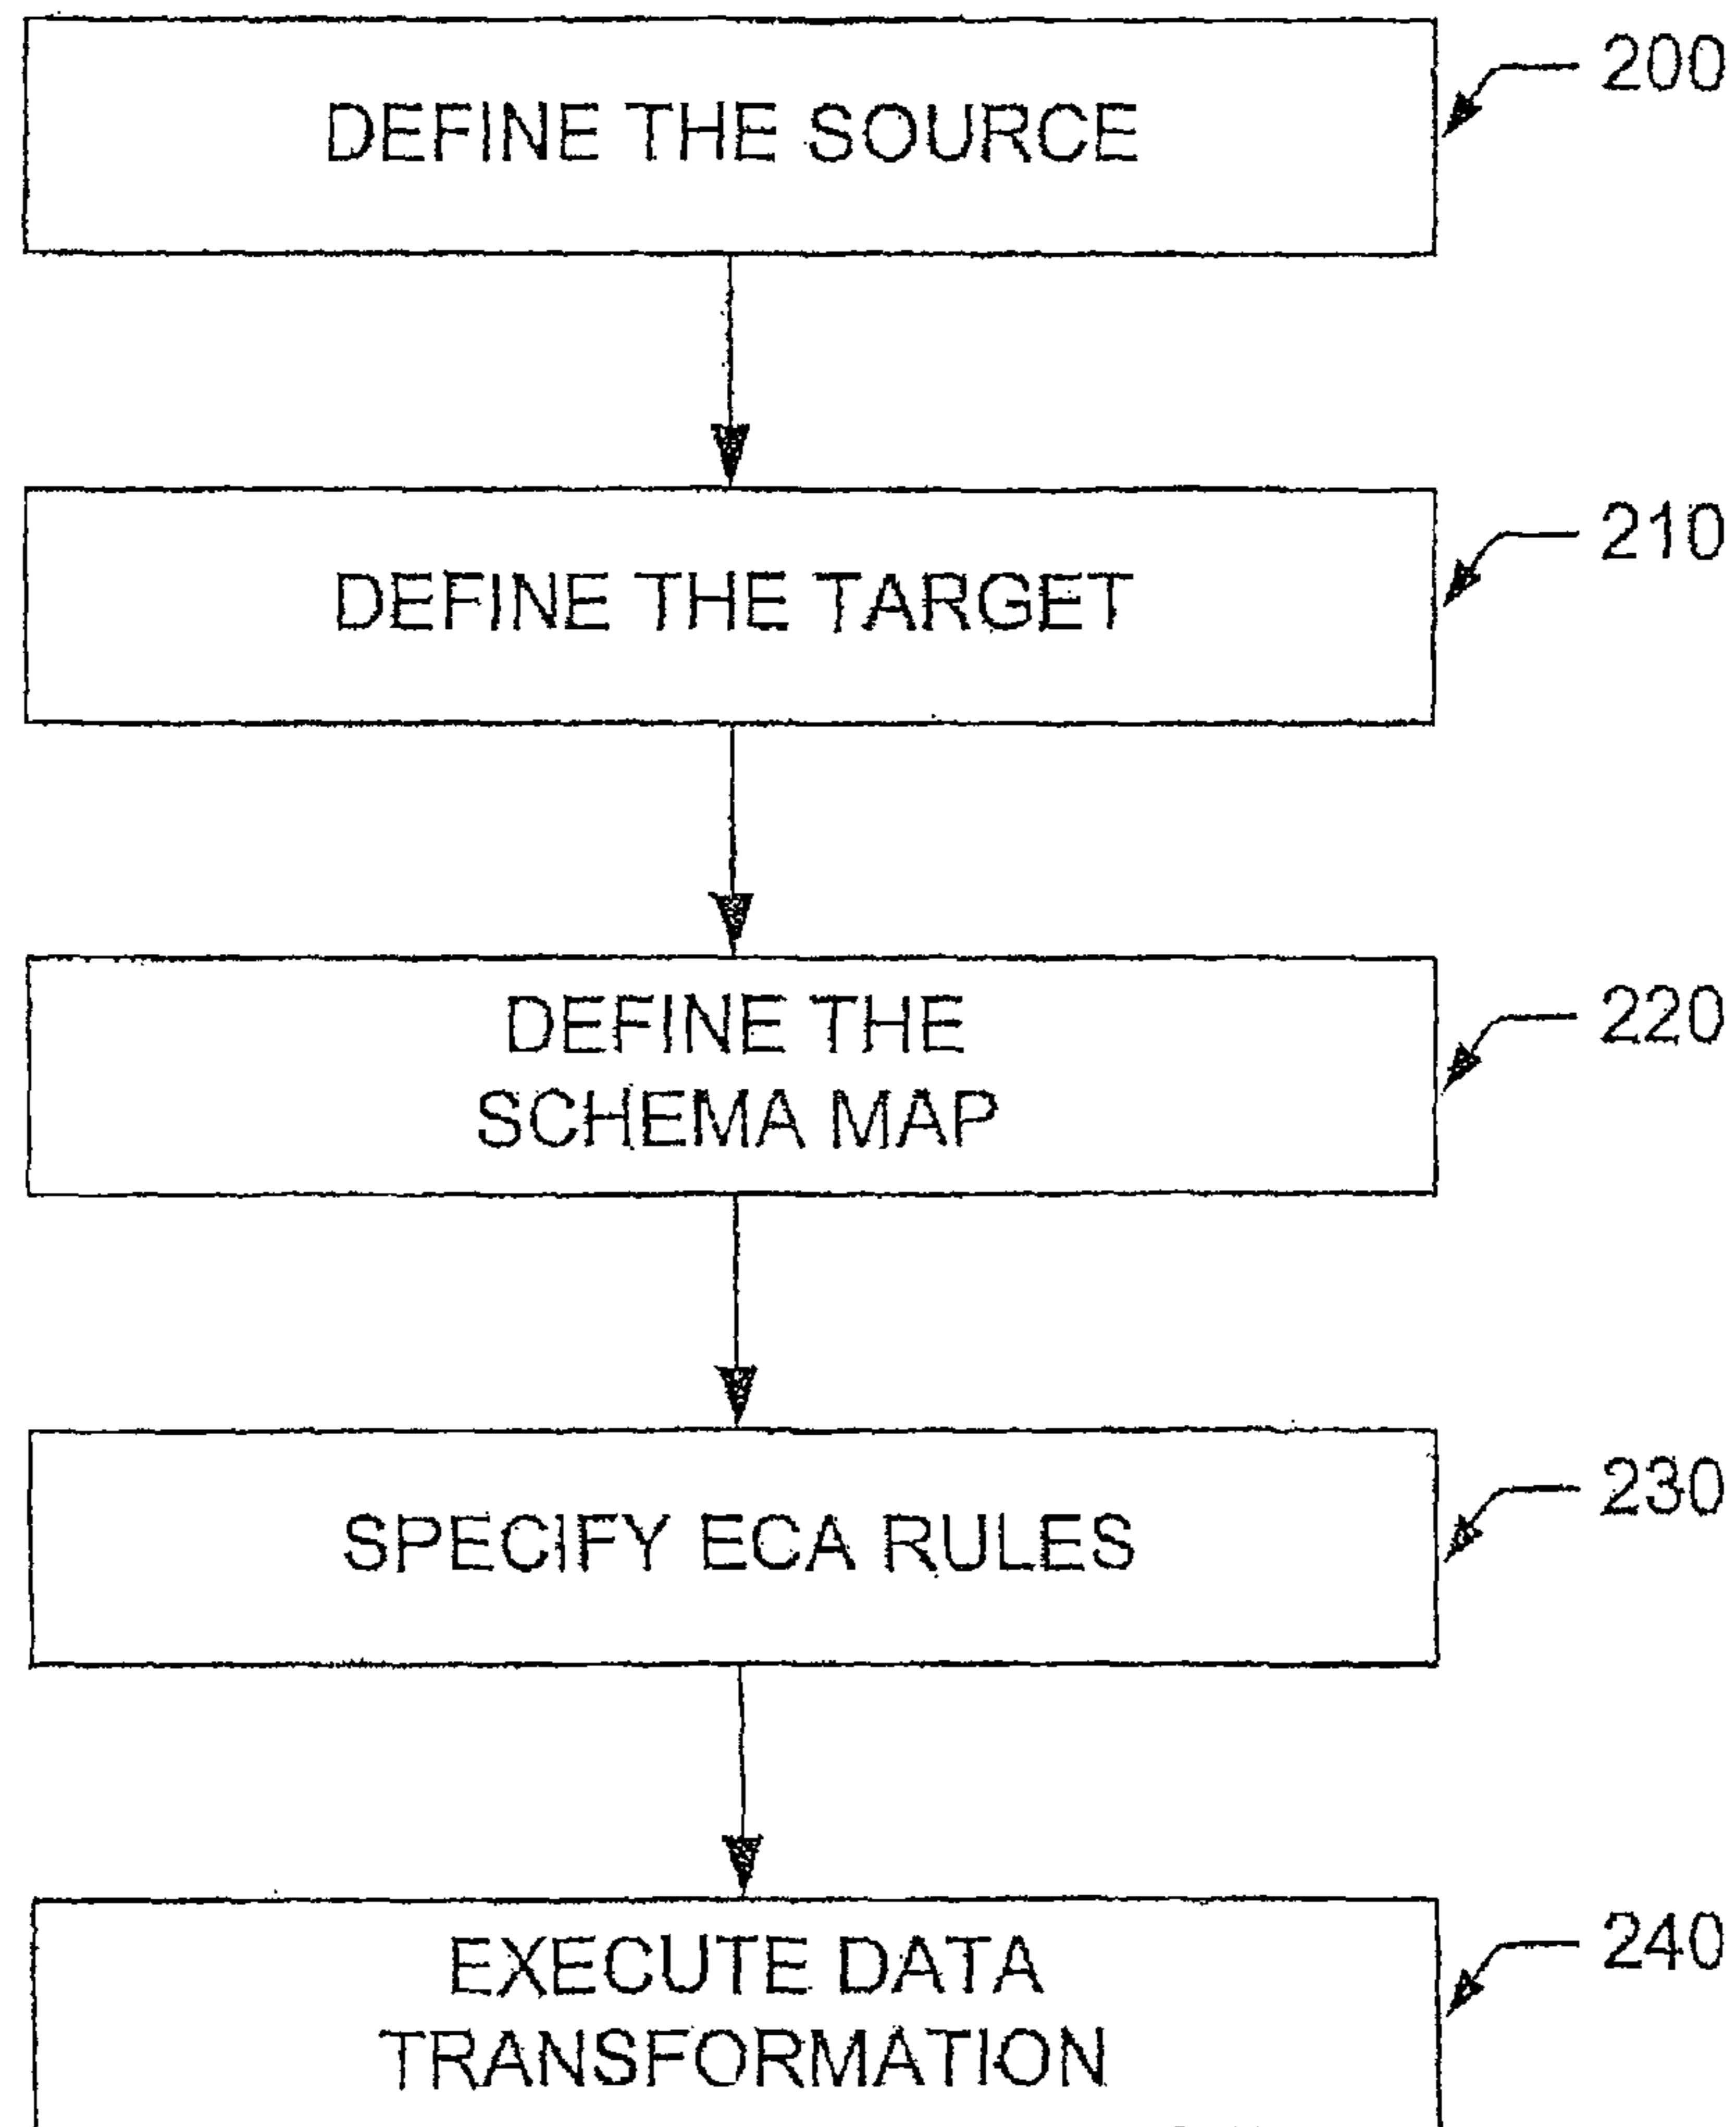 DEFINE THE SOURCE
200
DEFINE THE TARGET
210
DEFINE THE
SCHEMA MAP
220
SPECIFY ECA RULES
230
EXECUTE DATA
TRANSFORMATION
240